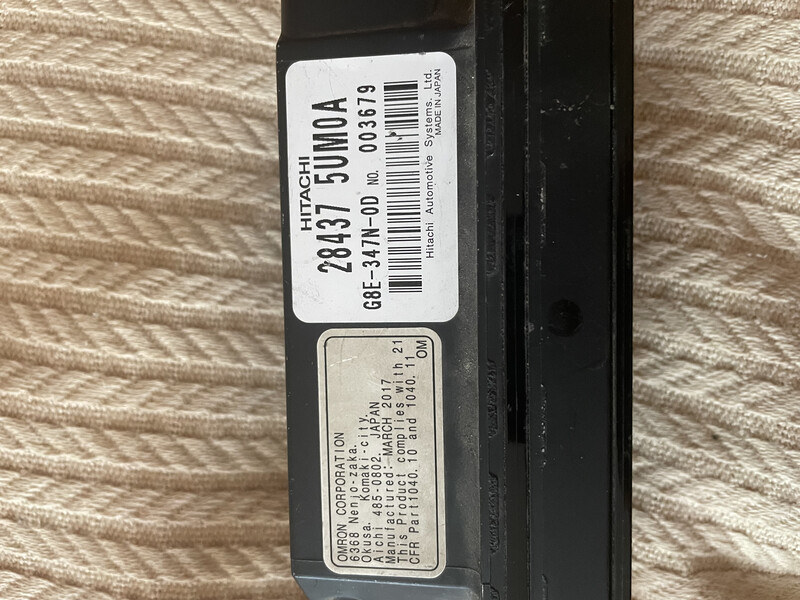 HITACHI
28437 5UM0A
G8E-347N-0D NO. 003679
Hitachi Automotive Systems, Ltd.
MADE IN JAPAN
OMRON CORPORATION
6368 Nenjo-zaka,
Okusa, Komaki-city,
Aichi 485-0802, JAPAN
Manufactured: MARCH 2017
This Product complies with 21
CFR Part1040. 10 and 1040. 11
OM